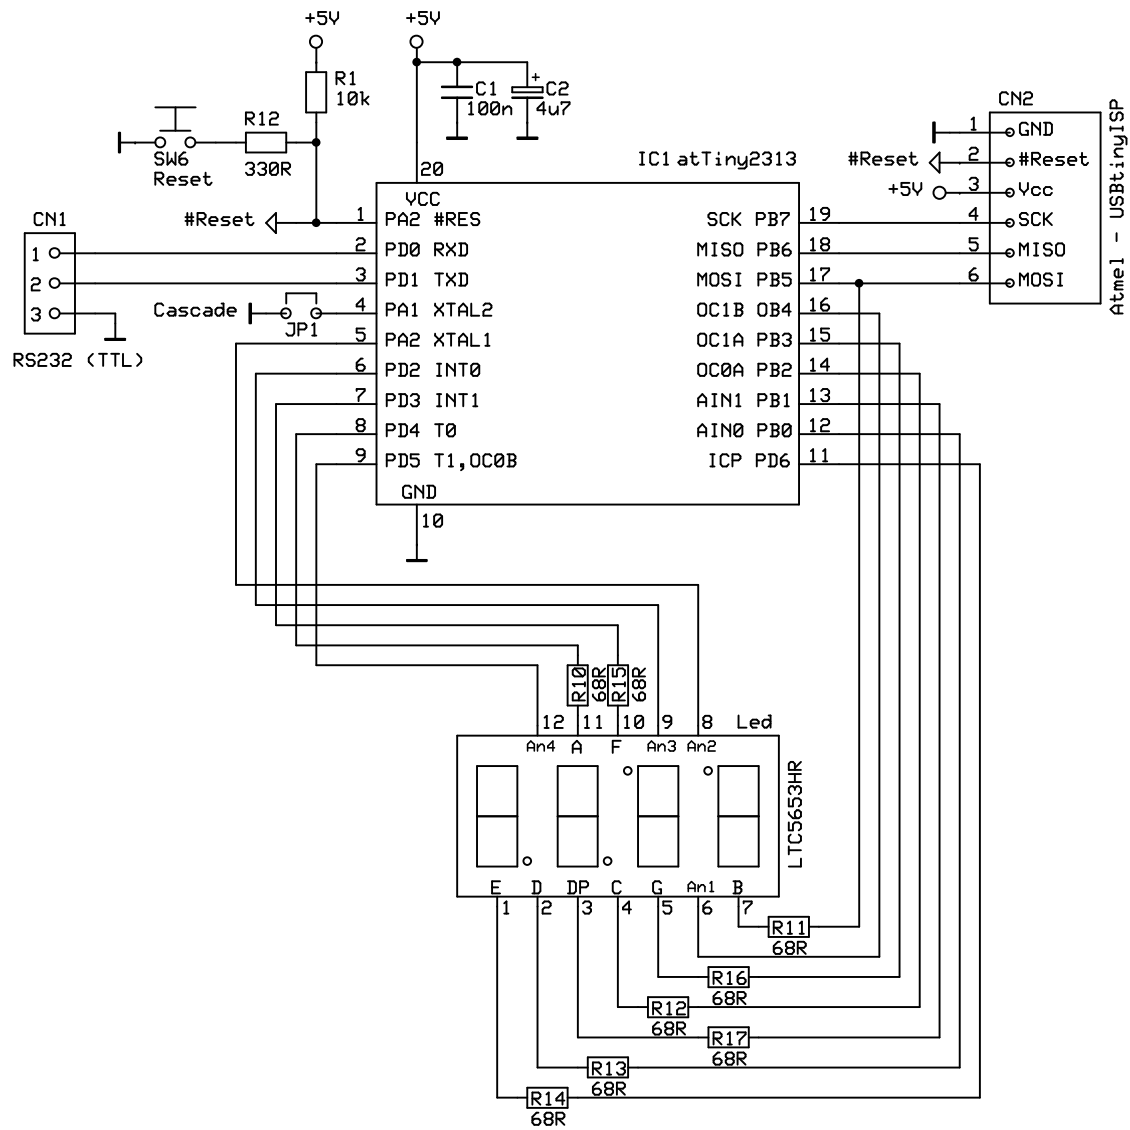 +5V
+5V
R1
10k
C1
100n
+
C2
4u7
R12
330R
SW6
Reset
CN2
1
GND
#Reset
2
#Reset
+5V
3
Vcc
4
SCK
5
MISO
6
MOSI
Atmel - USBtinyISP
IC1 atTiny2313
20
VCC
#Reset
1
PA2 #RES
SCK PB7
19
CN1
1
2
PD0 RXD
MISO PB6
18
2
3
PD1 TXD
MOSI PB5
17
3
Cascade
JP1
4
PA1 XTAL2
OC1B OB4
16
RS232 (TTL)
5
PA2 XTAL1
OC1A PB3
15
6
PD2 INT0
OC0A PB2
14
7
PD3 INT1
AIN1 PB1
13
8
PD4 T0
AIN0 PB0
12
9
PD5 T1,OC0B
ICP PD6
11
GND
10
R10
68R
R15
68R
12
11
10
9
8
Led
An4
A
F
An3
An2
LTC5653HR
E
D
DP
C
G
An1
B
1
2
3
4
5
6
7
R11
68R
R16
68R
R12
68R
R17
68R
R13
68R
R14
68R